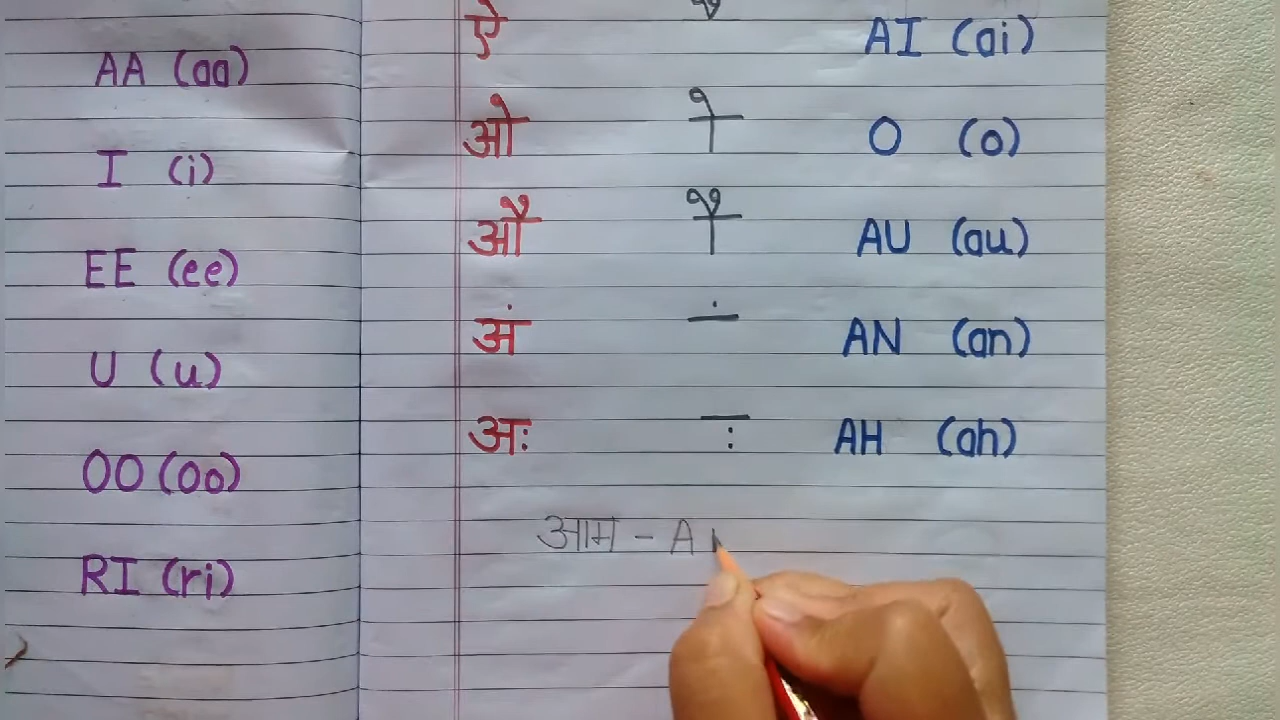 AA (aa)
I (i)
EE (ee)
U (u)
OO (oo)
RI (ri)
ऐ ै AI (ai)
ओ ो O (o)
औ ौ AU (au)
अं ं AN (an)
अः ः AH (ah)
आम - A